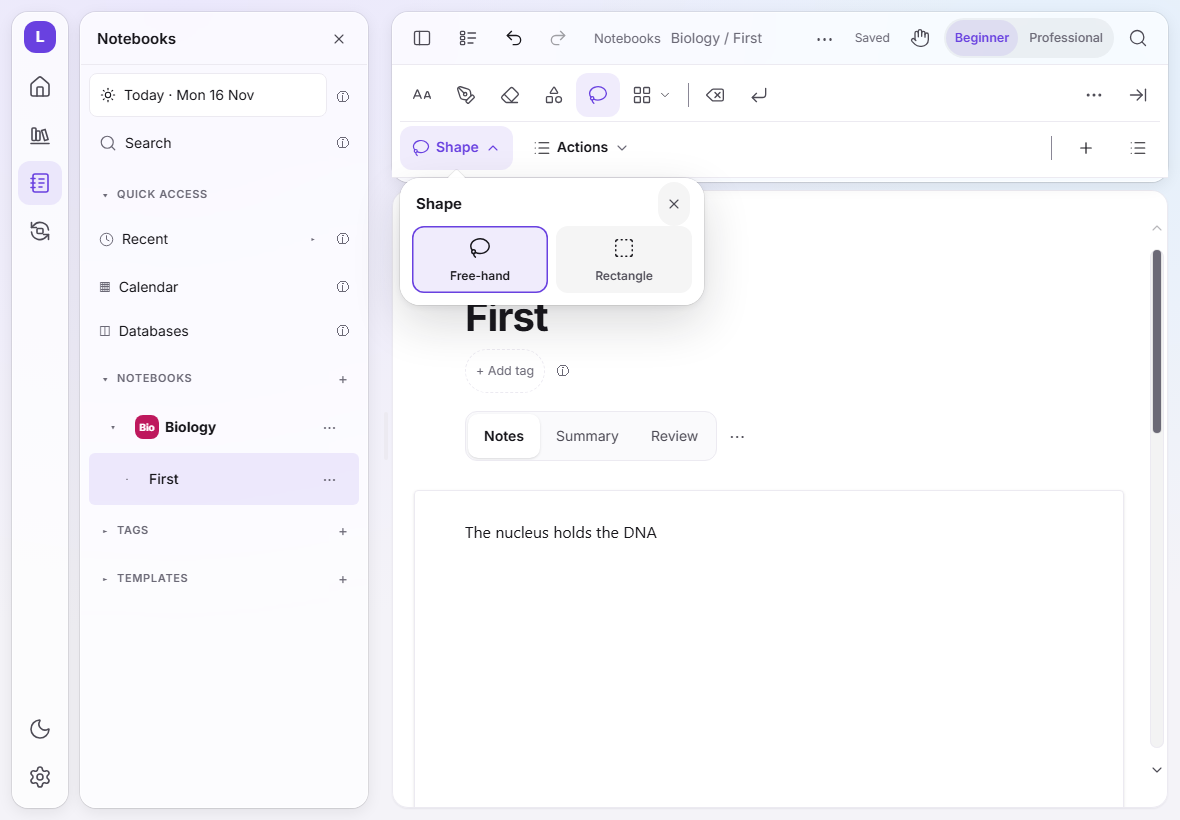 L
Notebooks
Today · Mon 16 Nov
Search
QUICK ACCESS
Recent
Calendar
Databases
NOTEBOOKS
Bio Biology
First
TAGS
TEMPLATES
Notebooks Biology / First
Saved
Beginner Professional
AA
Shape Actions
Shape
Free-hand Rectangle
First
+ Add tag
Notes Summary Review
The nucleus holds the DNA